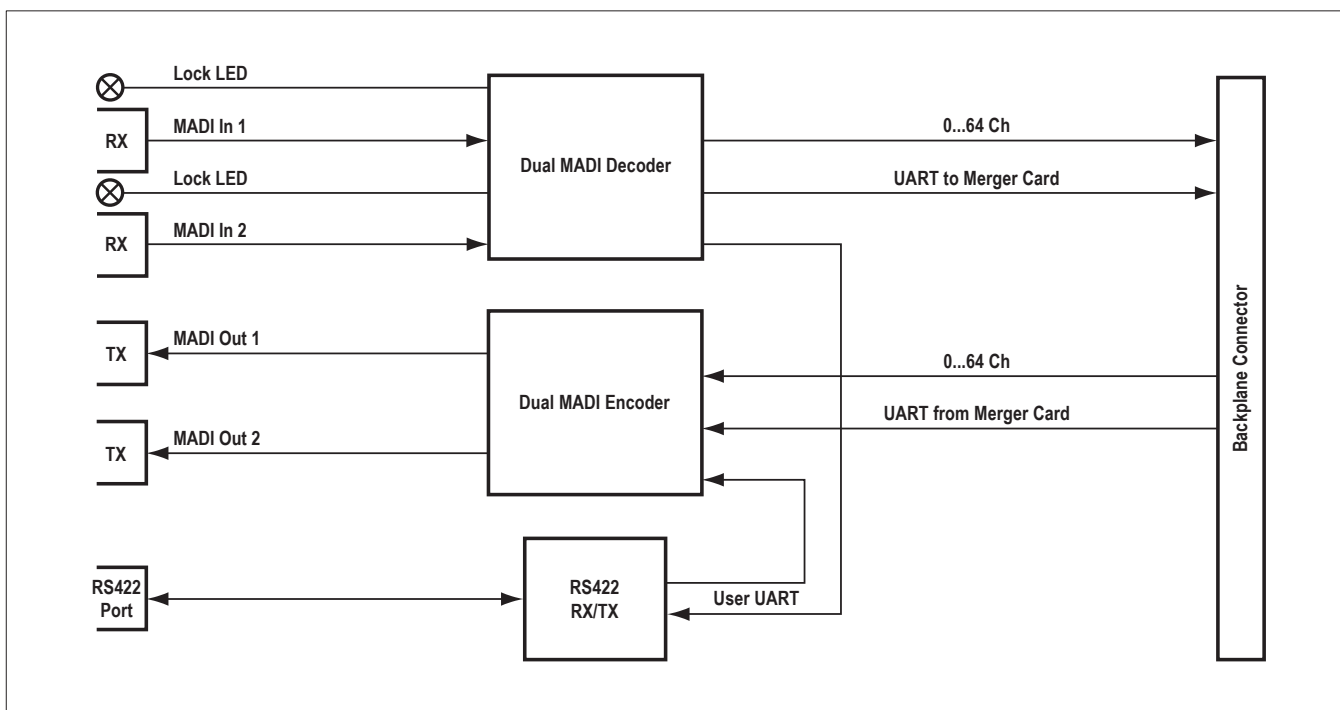 Lock LED
RX
MADI In 1
Lock LED
RX
MADI In 2
Dual MADI Decoder
0...64 Ch
UART to Merger Card
TX
MADI Out 1
TX
MADI Out 2
Dual MADI Encoder
0...64 Ch
UART from Merger Card
Backplane Connector
RS422
Port
RS422
RX/TX
User UART